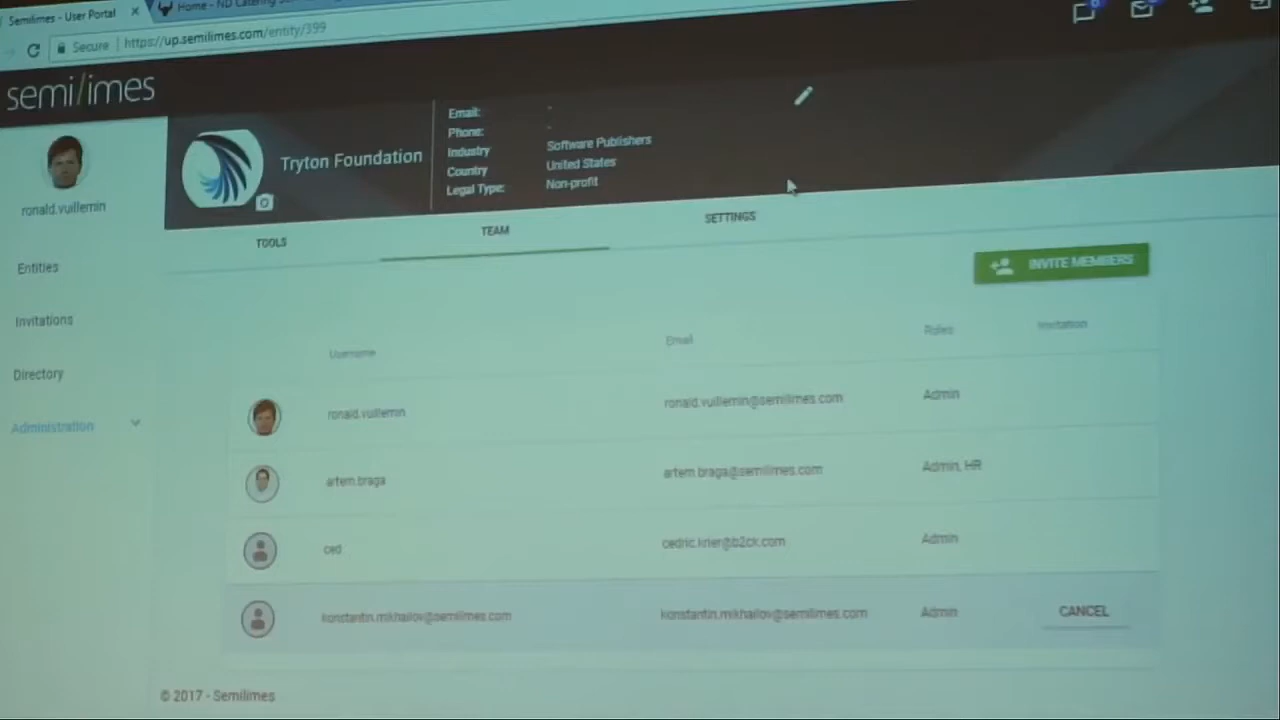 Semilimes - User Portal
Home - ND Catering
Secure | https://up.semilimes.com/entity/399
semi/imes
ronald.vuillemin
Entities
Invitations
Directory
Administration
Tryton Foundation
Email: -
Phone: -
Industry Software Publishers
Country United States
Legal Type: Non-profit
TOOLS TEAM SETTINGS
INVITE MEMBERS
Username Email Roles Invitation
ronald.vuillemin ronald.vuillemin@semilimes.com Admin
artem.braga artem.braga@semilimes.com Admin, HR
ced cedric.krier@b2ck.com Admin
konstantin.mikhailov@semilimes.com konstantin.mikhailov@semilimes.com Admin CANCEL
© 2017 - Semilimes